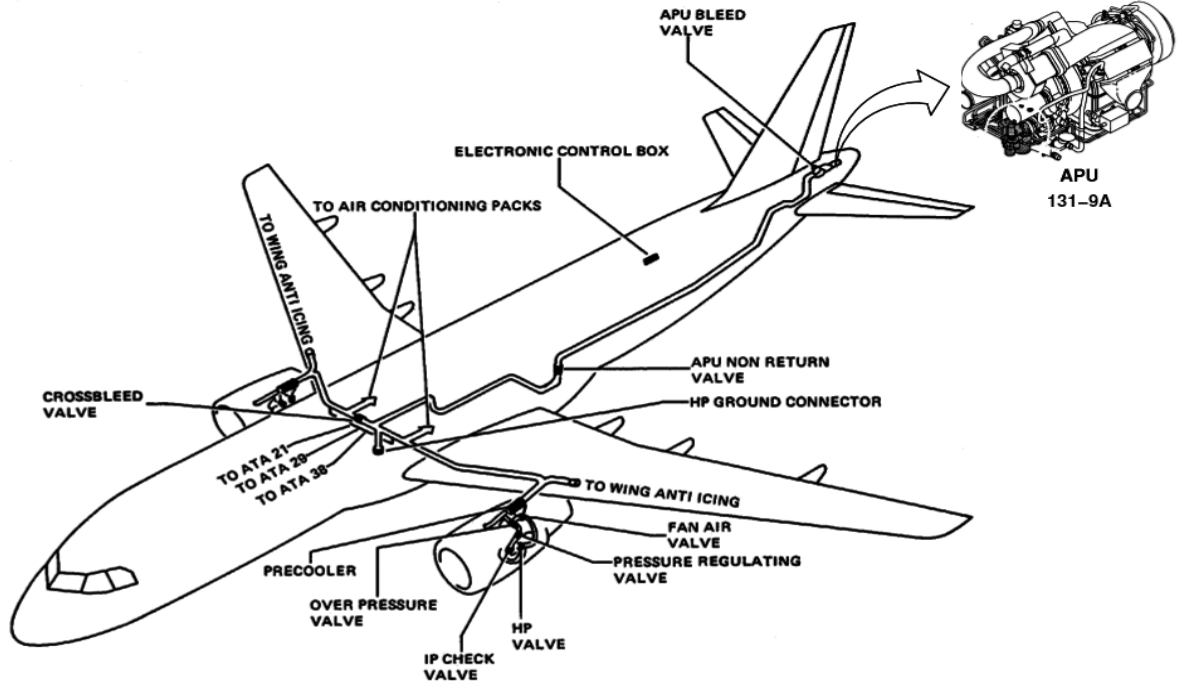 APU BLEED
VALVE
APU
131-9A
ELECTRONIC CONTROL BOX
TO AIR CONDITIONING PACKS
TO WING ANTI ICING
CROSSBLEED
VALVE
APU NON RETURN
VALVE
HP GROUND CONNECTOR
TO ATA 21
TO ATA 29
TO ATA 38
TO WING ANTI ICING
FAN AIR
VALVE
PRECOOLER
PRESSURE REGULATING
VALVE
OVER PRESSURE
VALVE
HP
VALVE
IP CHECK
VALVE